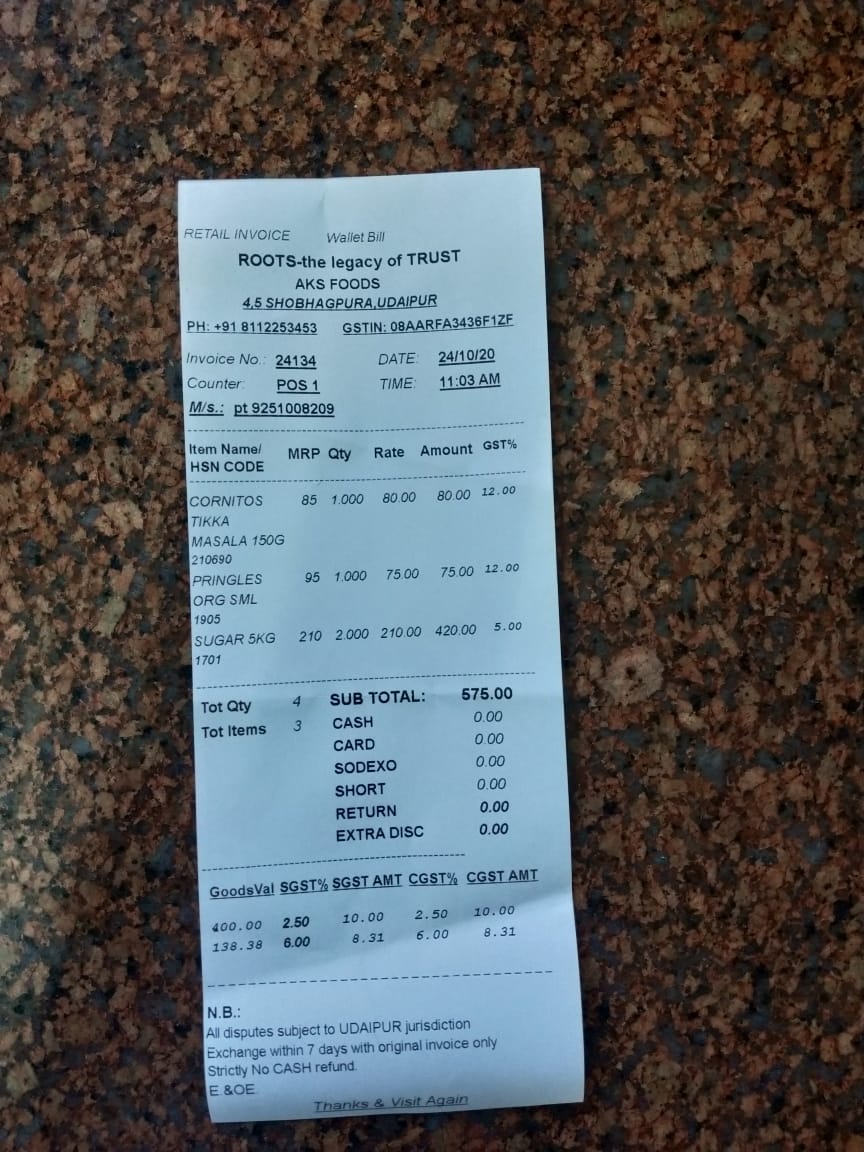 RETAIL INVOICE Wallet Bill
ROOTS-the legacy of TRUST
AKS FOODS
4,5 SHOBHAGPURA,UDAIPUR
PH: +91 8112253453 GSTIN: 08AARFA3436F1ZF
Invoice No.: 24134 DATE: 24/10/20
Counter: POS 1 TIME: 11:03 AM
M/s.: pt 9251008209
Item Name/ MRP Qty Rate Amount GST%
HSN CODE
CORNITOS 85 1.000 80.00 80.00 12.00
TIKKA
MASALA 150G
210690
PRINGLES 95 1.000 75.00 75.00 12.00
ORG SML
1905
SUGAR 5KG 210 2.000 210.00 420.00 5.00
1701
Tot Qty 4 SUB TOTAL: 575.00
Tot Items 3 CASH 0.00
CARD 0.00
SODEXO 0.00
SHORT 0.00
RETURN 0.00
EXTRA DISC 0.00
GoodsVal SGST% SGST AMT CGST% CGST AMT
400.00 2.50 10.00 2.50 10.00
138.38 6.00 8.31 6.00 8.31
N.B.:
All disputes subject to UDAIPUR jurisdiction
Exchange within 7 days with original invoice only
Strictly No CASH refund.
E.&OE.
Thanks & Visit Again